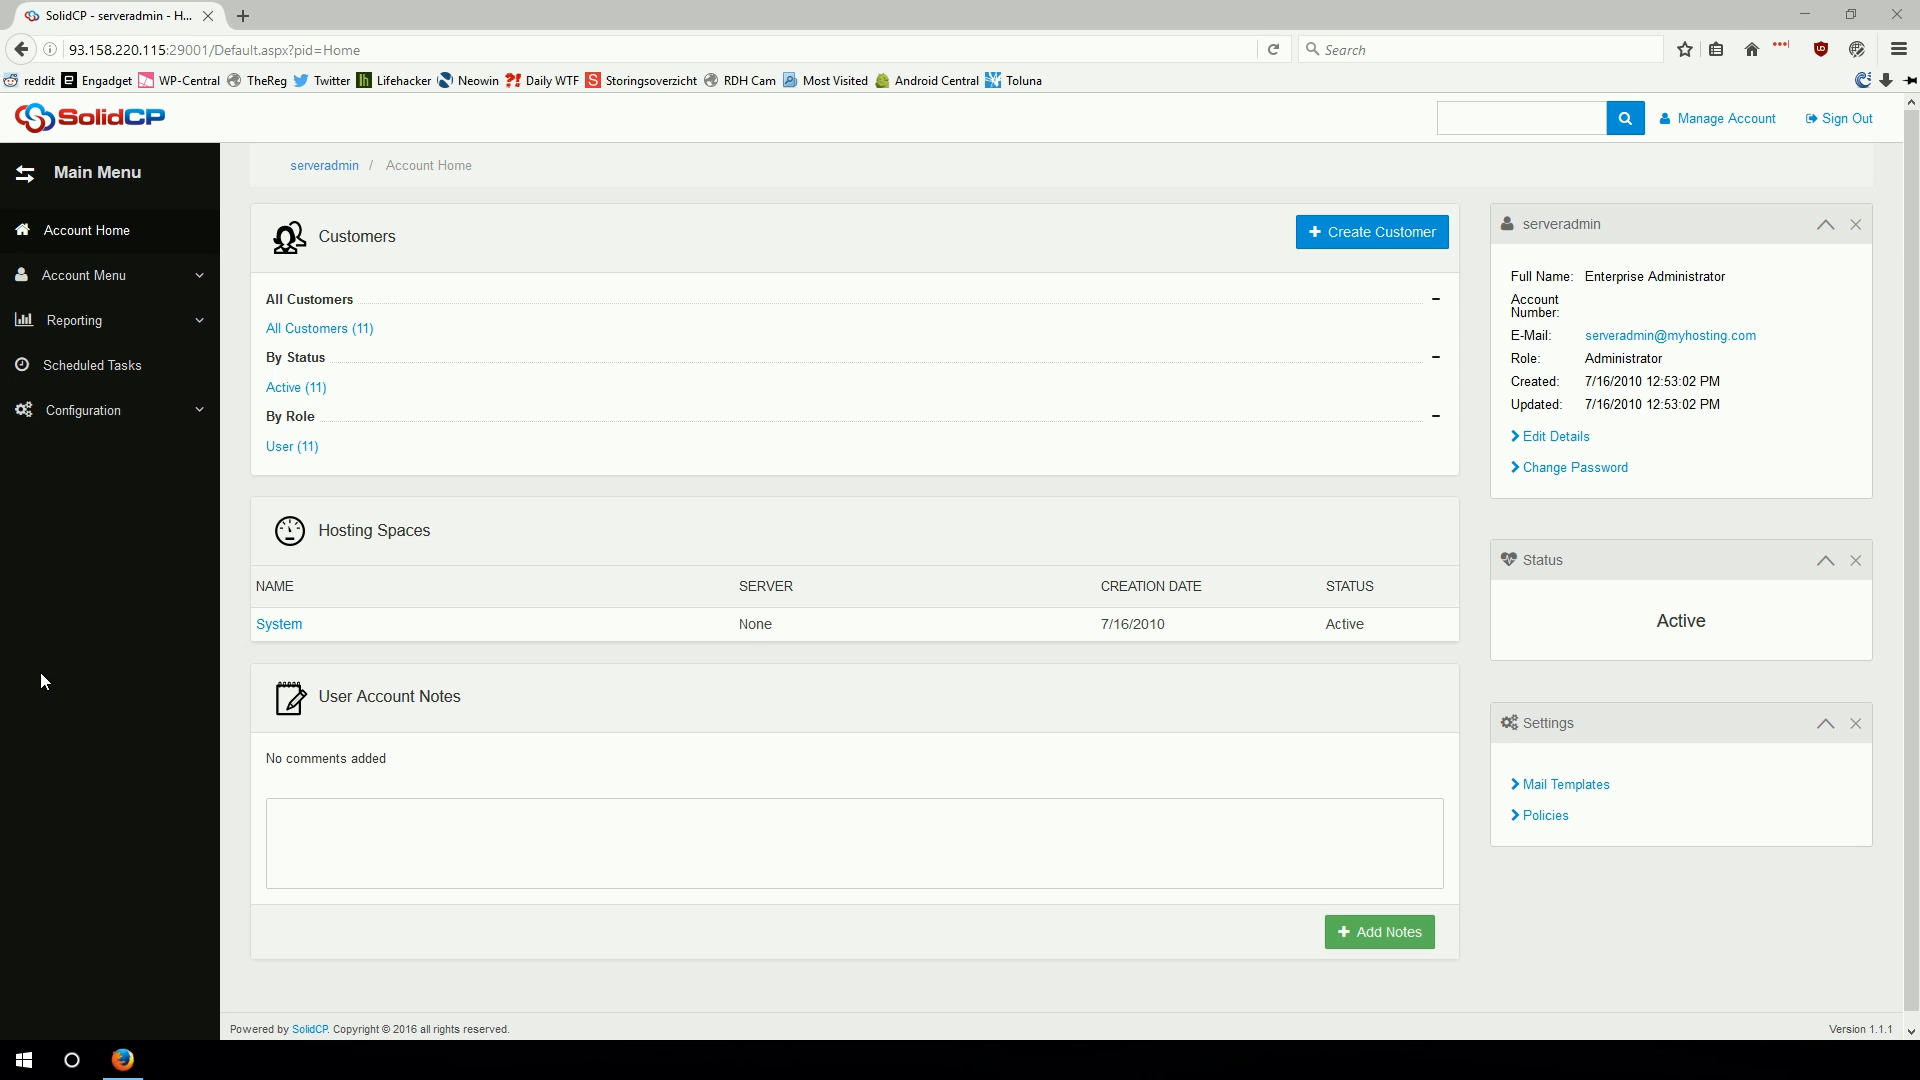 SolidCP - serveradmin - H...
93.158.220.115:29001/Default.aspx?pid=Home
Search
reddit Engadget WP-Central TheReg Twitter Lifehacker Neowin Daily WTF Storingsoverzicht RDH Cam Most Visited Android Central Toluna
SolidCP
Manage Account
Sign Out
Main Menu
Account Home
Account Menu
Reporting
Scheduled Tasks
Configuration
serveradmin / Account Home
Customers
+ Create Customer
All Customers
All Customers (11)
By Status
Active (11)
By Role
User (11)
Hosting Spaces
NAME SERVER CREATION DATE STATUS
System None 7/16/2010 Active
User Account Notes
No comments added
+ Add Notes
serveradmin
Full Name: Enterprise Administrator
Account
Number:
E-Mail: serveradmin@myhosting.com
Role: Administrator
Created: 7/16/2010 12:53:02 PM
Updated: 7/16/2010 12:53:02 PM
Edit Details
Change Password
Status
Active
Settings
Mail Templates
Policies
Powered by SolidCP. Copyright © 2016 all rights reserved.
Version 1.1.1